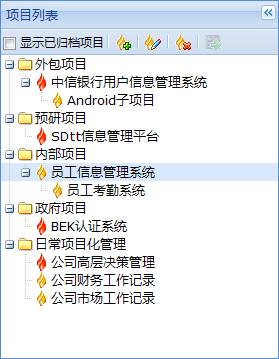 项目列表
显示已归档项目
外包项目
中信银行用户信息管理系统
Android子项目
预研项目
SDtt信息管理平台
内部项目
员工信息管理系统
员工考勤系统
政府项目
BEK认证系统
日常项目化管理
公司高层决策管理
公司财务工作记录
公司市场工作记录